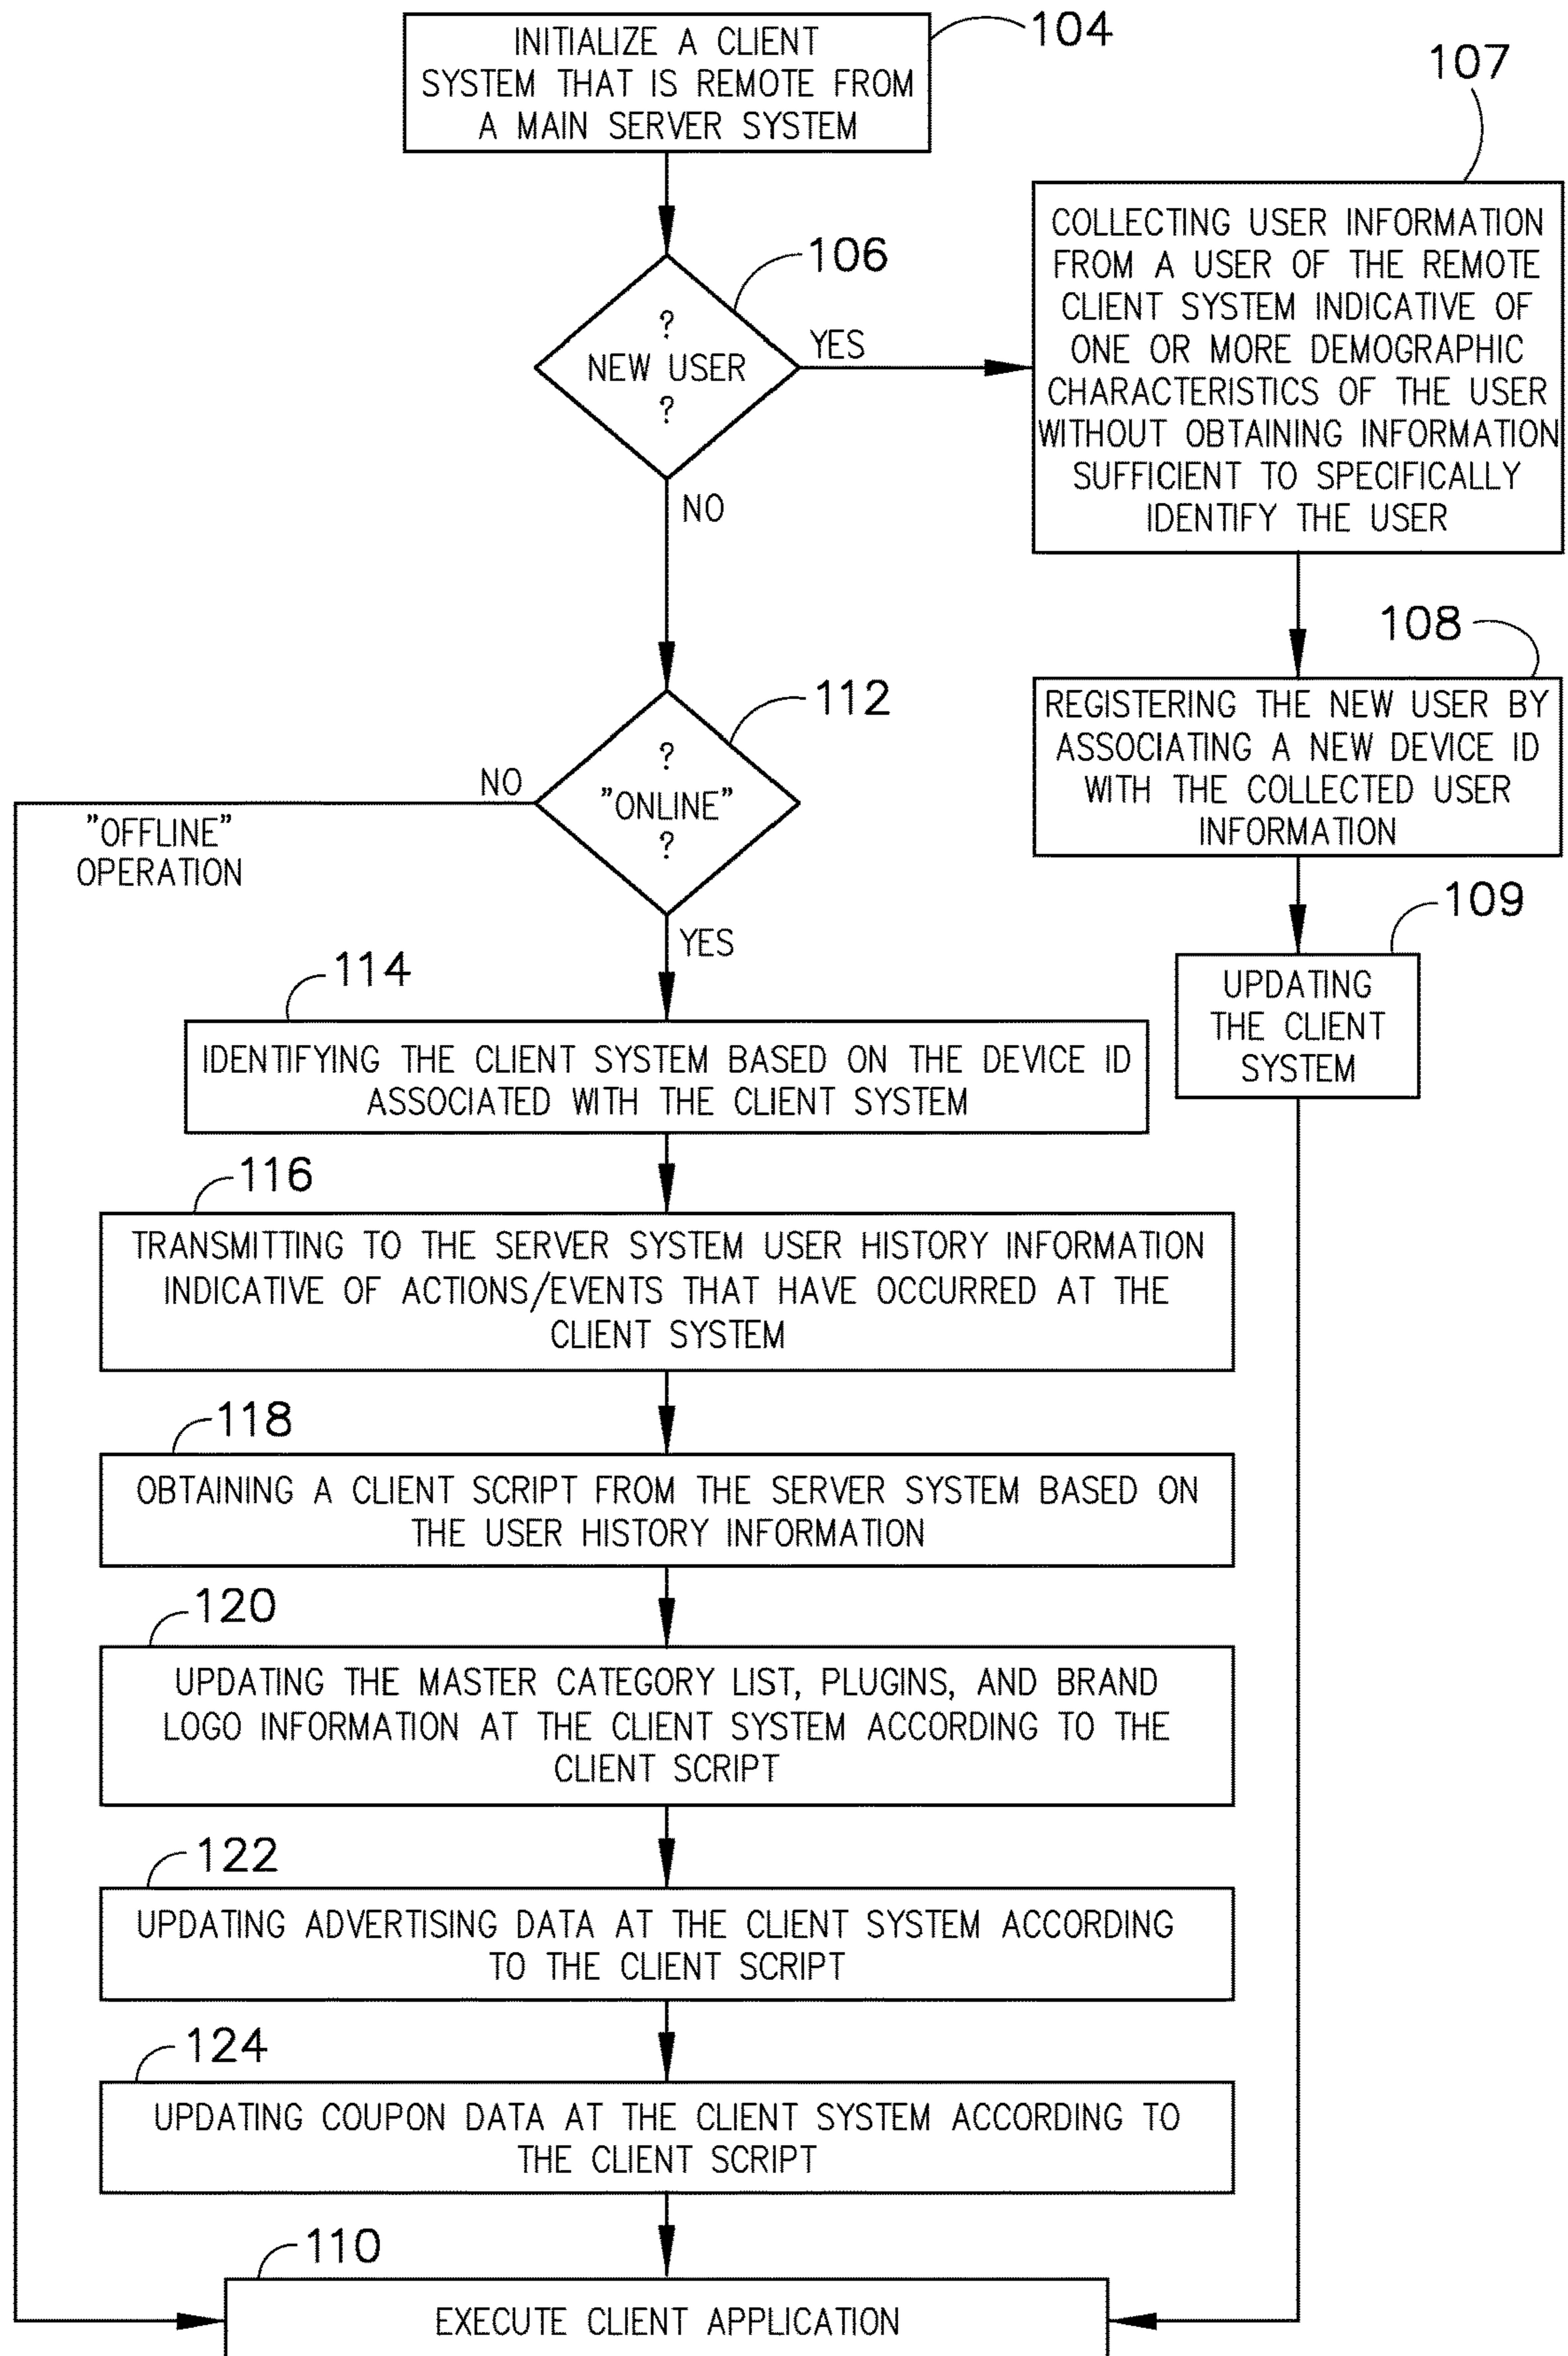 INITIALIZE A CLIENT
SYSTEM THAT IS REMOTE FROM
A MAIN SERVER SYSTEM
104
107
COLLECTING USER INFORMATION
FROM A USER OF THE REMOTE
CLIENT SYSTEM INDICATIVE OF
ONE OR MORE DEMOGRAPHIC
CHARACTERISTICS OF THE USER
WITHOUT OBTAINING INFORMATION
SUFFICIENT TO SPECIFICALLY
IDENTIFY THE USER
106
?
NEW USER
?
YES
NO
108
REGISTERING THE NEW USER BY
ASSOCIATING A NEW DEVICE ID
WITH THE COLLECTED USER
INFORMATION
112
?
"ONLINE"
?
NO
"OFFLINE"
OPERATION
YES
109
UPDATING
THE CLIENT
SYSTEM
114
IDENTIFYING THE CLIENT SYSTEM BASED ON THE DEVICE ID
ASSOCIATED WITH THE CLIENT SYSTEM
116
TRANSMITTING TO THE SERVER SYSTEM USER HISTORY INFORMATION
INDICATIVE OF ACTIONS/EVENTS THAT HAVE OCCURRED AT THE
CLIENT SYSTEM
118
OBTAINING A CLIENT SCRIPT FROM THE SERVER SYSTEM BASED ON
THE USER HISTORY INFORMATION
120
UPDATING THE MASTER CATEGORY LIST, PLUGINS, AND BRAND
LOGO INFORMATION AT THE CLIENT SYSTEM ACCORDING TO THE
CLIENT SCRIPT
122
UPDATING ADVERTISING DATA AT THE CLIENT SYSTEM ACCORDING
TO THE CLIENT SCRIPT
124
UPDATING COUPON DATA AT THE CLIENT SYSTEM ACCORDING TO
THE CLIENT SCRIPT
110
EXECUTE CLIENT APPLICATION